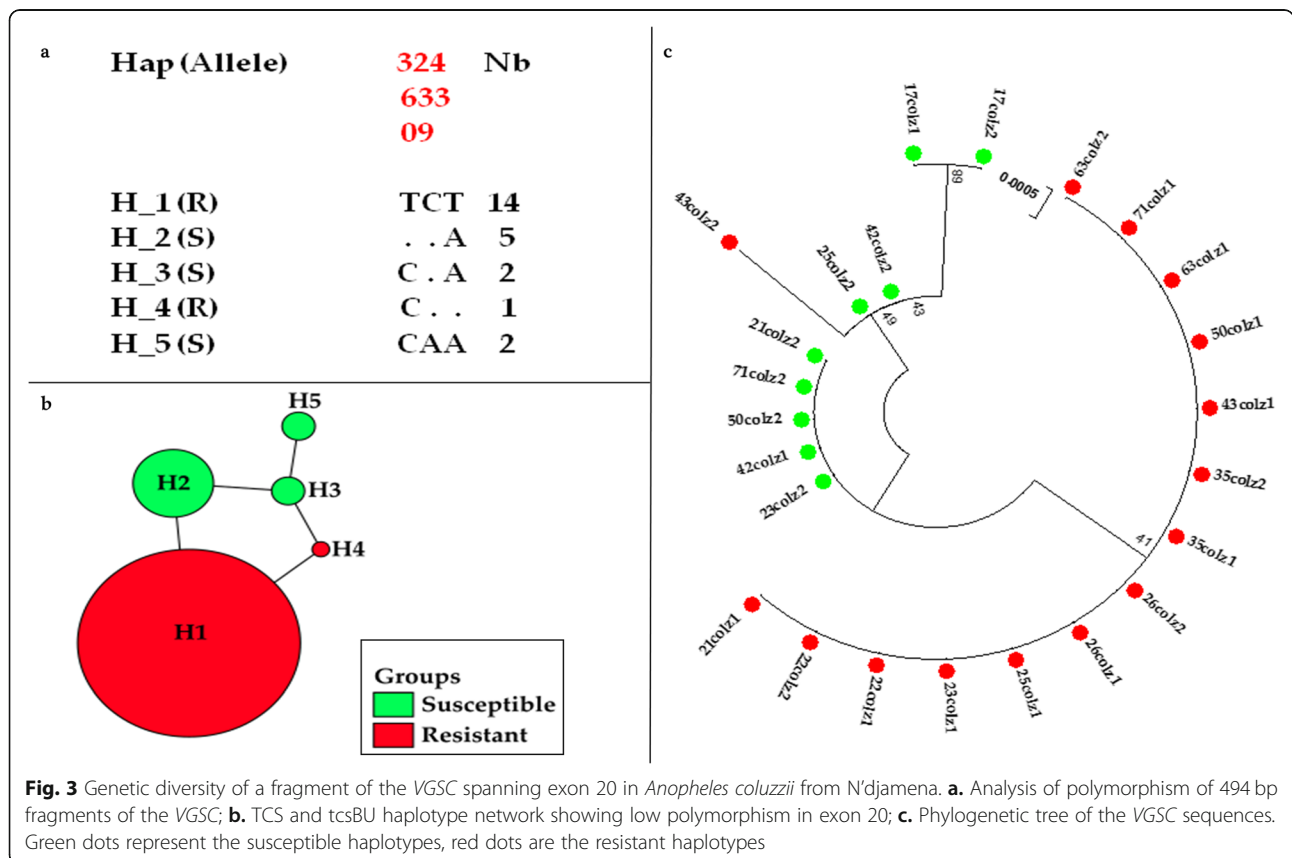 a
Hap (Allele) 324 Nb
633
09
H_1 (R) TCT 14
H_2 (S) . . A 5
H_3 (S) C . A 2
H_4 (R) C . . 1
H_5 (S) CAA 2
b
H5
H2
H3
H4
H1
Groups
Susceptible
Resistant
c
17colz1
17colz2
89
0.0005
63colz2
71colz1
63colz1
50colz1
43colz1
35colz2
35colz1
41
26colz2
26colz1
25colz1
23colz1
22colz1
22colz2
21colz1
43colz2
25colz2
42colz2
43
49
21colz2
71colz2
50colz2
42colz1
23colz2
Fig. 3 Genetic diversity of a fragment of the VGSC spanning exon 20 in Anopheles coluzzii from N'djamena. a. Analysis of polymorphism of 494 bp
fragments of the VGSC; b. TCS and tcsBU haplotype network showing low polymorphism in exon 20; c. Phylogenetic tree of the VGSC sequences.
Green dots represent the susceptible haplotypes, red dots are the resistant haplotypes